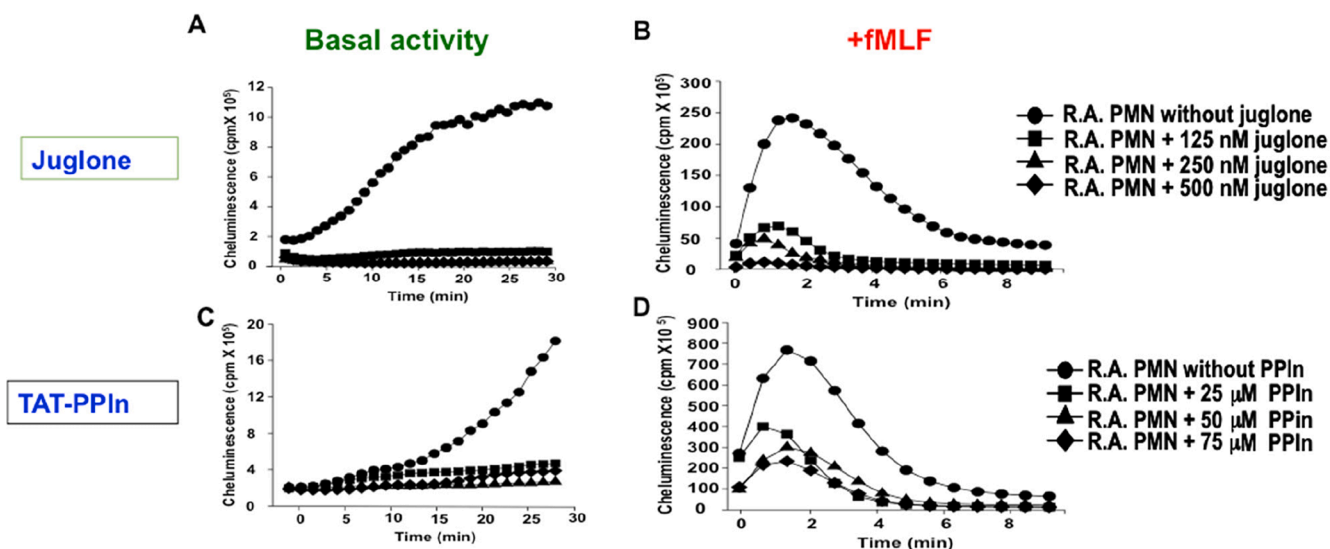 A
Basal activity
B
+fMLF
Juglone
Cheluminescence (cpmX 10⁵)
12
10
8
6
4
2
0
0 5 10 15 20 25 30
Time (min)
Cheluminescence (cpm X 10⁵)
300
250
200
150
100
50
0
0 2 4 6 8
Time (min)
R.A. PMN without juglone
R.A. PMN + 125 nM juglone
R.A. PMN + 250 nM juglone
R.A. PMN + 500 nM juglone
C
TAT-PPIn
Cheluminescence (cpm X 10⁵)
20
16
12
8
4
0
0 5 10 15 20 25 30
Time (min)
D
Cheluminescence (cpm X10⁻⁵)
900
800
700
600
500
400
300
200
100
0 2 4 6 8
Time (min)
R.A. PMN without PPIn
R.A. PMN + 25 μM PPIn
R.A. PMN + 50 μM PPin
R.A. PMN + 75 μM PPIn